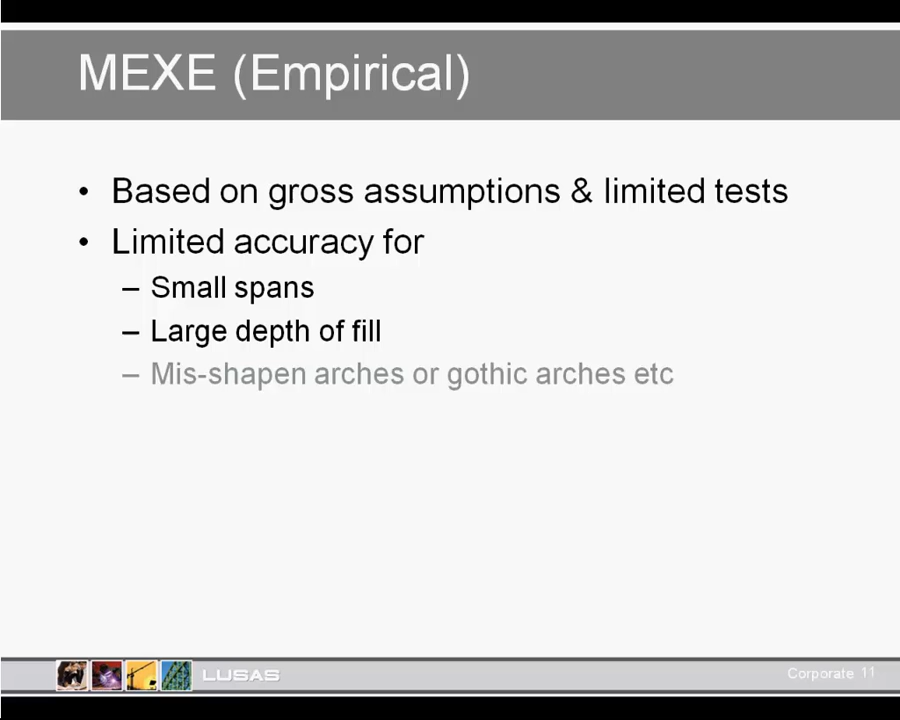 MEXE (Empirical)
• Based on gross assumptions & limited tests
• Limited accuracy for
– Small spans
– Large depth of fill
– Mis-shapen arches or gothic arches etc
LUSAS
Corporate 11